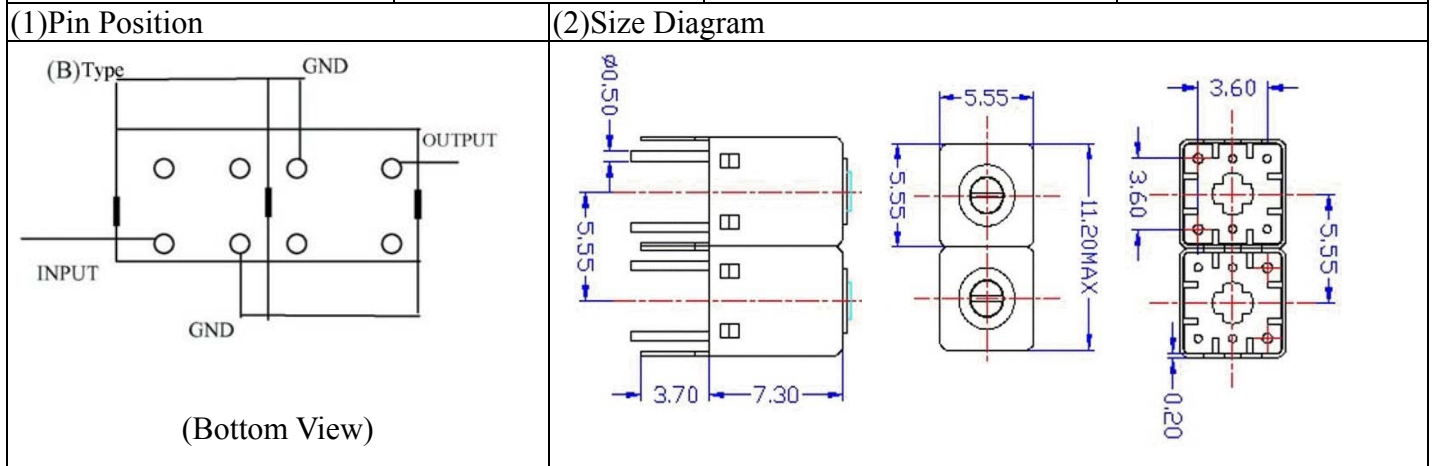 (1)Pin Position
(2)Size Diagram
(B)Type
GND
OUTPUT
INPUT
GND
(Bottom View)
ø0.50
5.55
3.70
7.30
5.55
5.55
11.20MAX
3.60
3.60
5.55
0.20